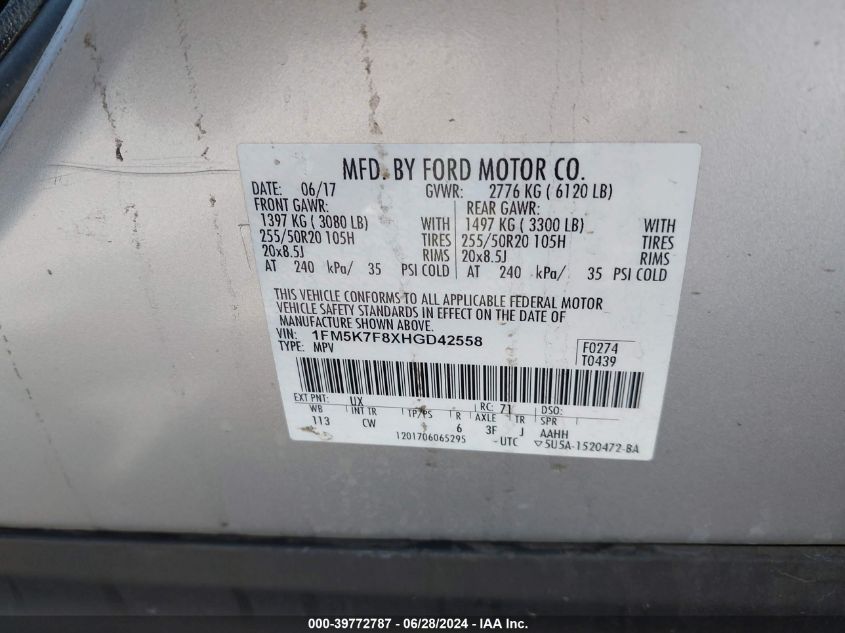 MFD. BY FORD MOTOR CO.
DATE: 06/17 GVWR: 2776 KG ( 6120 LB)
FRONT GAWR: REAR GAWR:
1397 KG ( 3080 LB) WITH 1497 KG ( 3300 LB) WITH
255/50R20 105H TIRES 255/50R20 105H TIRES
20x8.5J RIMS 20x8.5J RIMS
AT 240 kPa/ 35 PSI COLD AT 240 kPa/ 35 PSI COLD
THIS VEHICLE CONFORMS TO ALL APPLICABLE FEDERAL MOTOR
VEHICLE SAFETY STANDARDS IN EFFECT ON THE DATE OF
MANUFACTURE SHOWN ABOVE.
VIN: 1FM5K7F8XHGD42558
TYPE: MPV
F0274
T0439
EXT PNT: UX RC: 71 DSO:
WB INT TR TP/PS R AXLE TR SPR
113 CW 6 3F J AAHH
1201706065295 -UTC ▽5U5A-1520472-BA
000-39772787 - 06/28/2024 - IAA Inc.